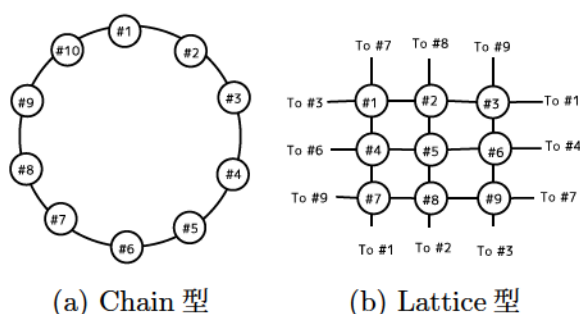 #1
#10
#2
#9
#3
#8
#4
#7
#5
#6
(a) Chain 型
To #7 To #8 To #9
To #3 #1 #2 #3 To #1
To #6 #4 #5 #6 To #4
To #9 #7 #8 #9 To #7
To #1 To #2 To #3
(b) Lattice 型